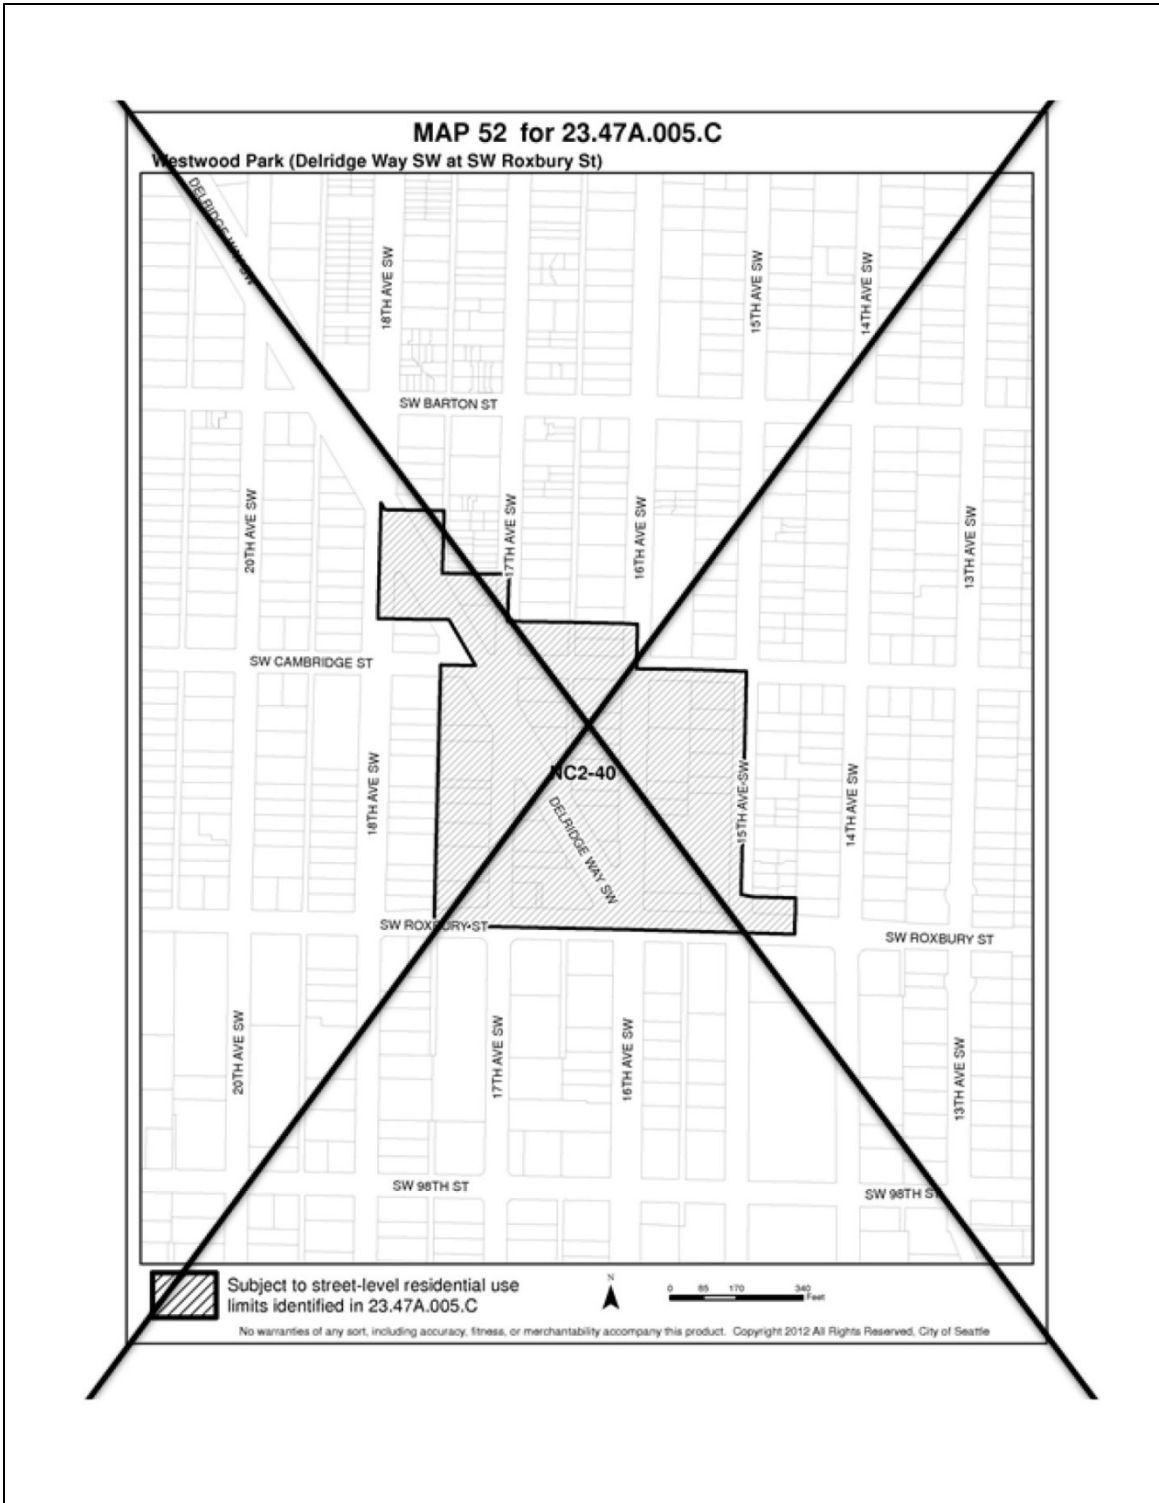 MAP 52 for 23.47A.005.C
Westwood Park (Delridge Way SW at SW Roxbury St)
DELRIDGE WAY SW
18TH AVE SW
15TH AVE SW
14TH AVE SW
SW BARTON ST
20TH AVE SW
17TH AVE SW
16TH AVE SW
13TH AVE SW
SW CAMBRIDGE ST
NC2-40
18TH AVE SW
DELRIDGE WAY SW
15TH AVE SW
14TH AVE SW
SW ROXBURY ST
SW ROXBURY ST
20TH AVE SW
17TH AVE SW
16TH AVE SW
13TH AVE SW
SW 98TH ST
SW 98TH ST
Subject to street-level residential use
limits identified in 23.47A.005.C
N
0 85 170 340
Feet
No warranties of any sort, including accuracy, fitness, or merchantability accompany this product. Copyright 2012 All Rights Reserved, City of Seattle